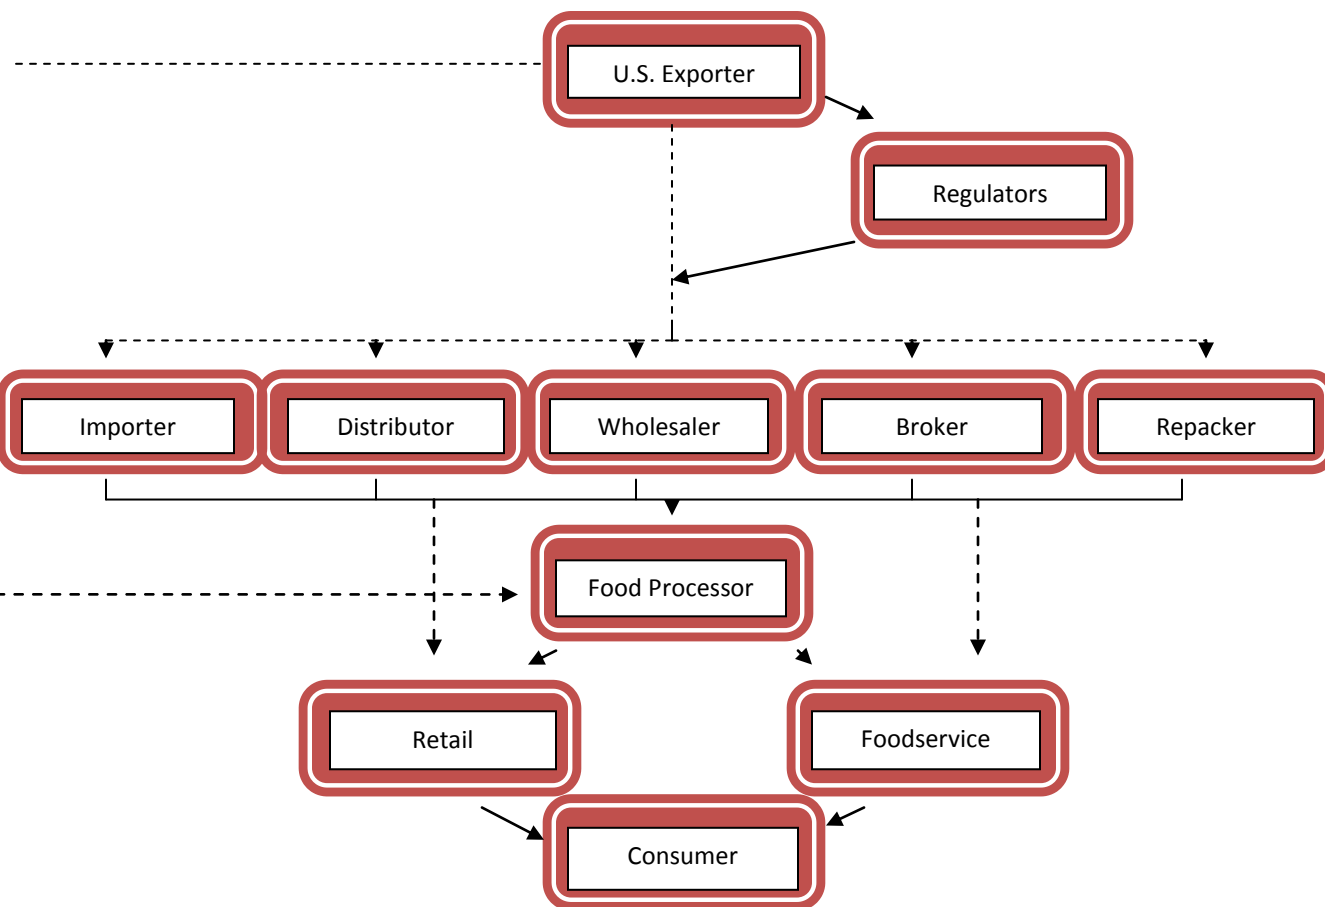 U.S. Exporter
Regulators
Importer
Distributor
Wholesaler
Broker
Repacker
Food Processor
Retail
Foodservice
Consumer